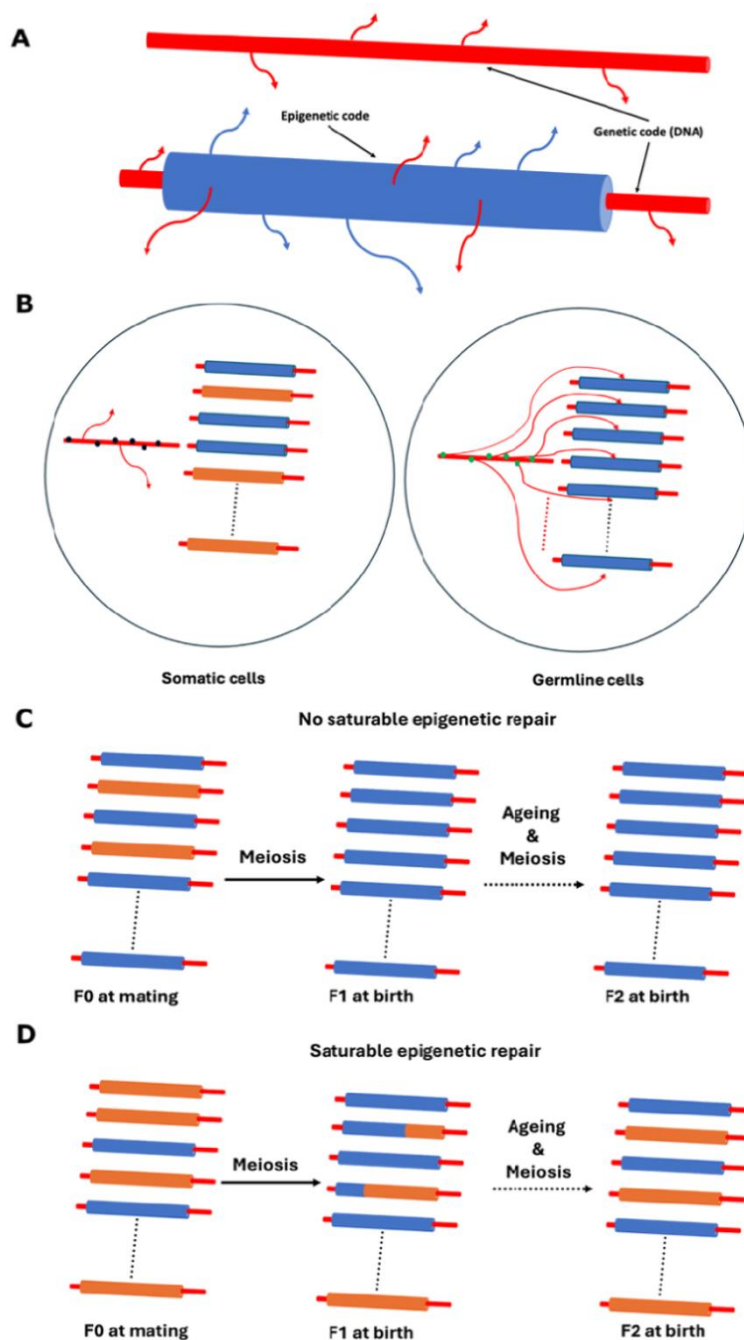 A
Epigenetic code
Genetic code (DNA)
B
Somatic cells
Germline cells
C
No saturable epigenetic repair
Meiosis
Ageing
&
Meiosis
F0 at mating
F1 at birth
F2 at birth
D
Saturable epigenetic repair
Meiosis
Ageing
&
Meiosis
F0 at mating
F1 at birth
F2 at birth